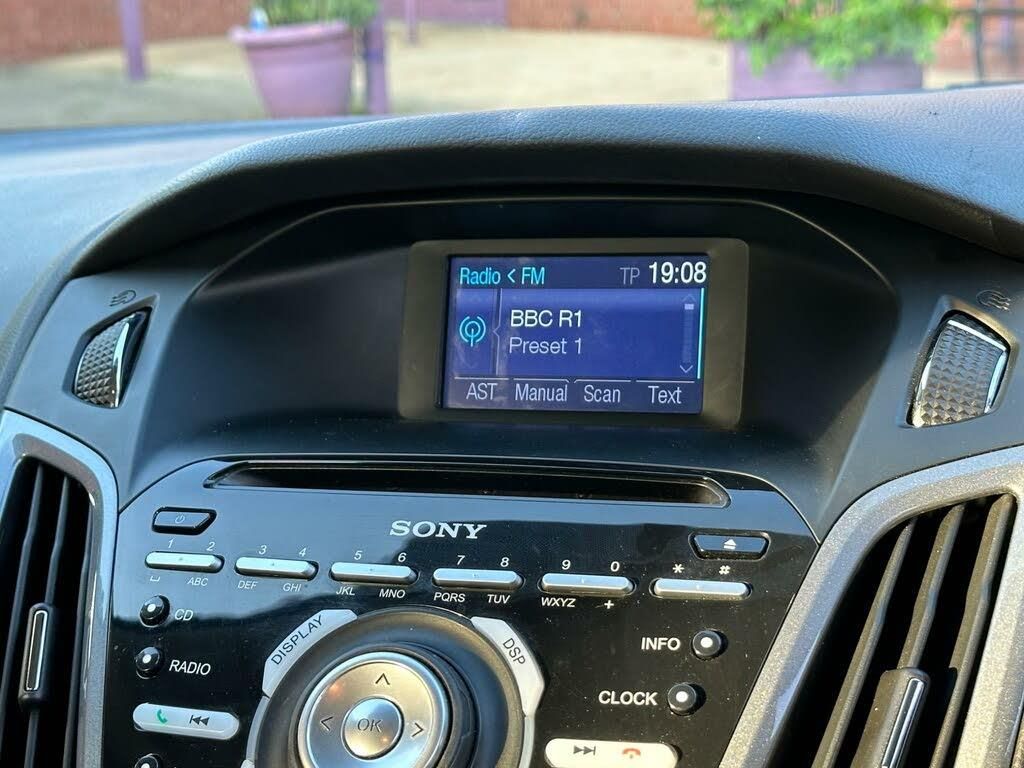 Radio < FM TP 19:08
BBC R1
Preset 1
AST Manual Scan Text
SONY
1 2 3 4 5 6 7 8 9 0 * #
ABC DEF GHI JKL MNO PQRS TUV WXYZ +
CD
DISPLAY
DSP
INFO
RADIO
CLOCK
OK